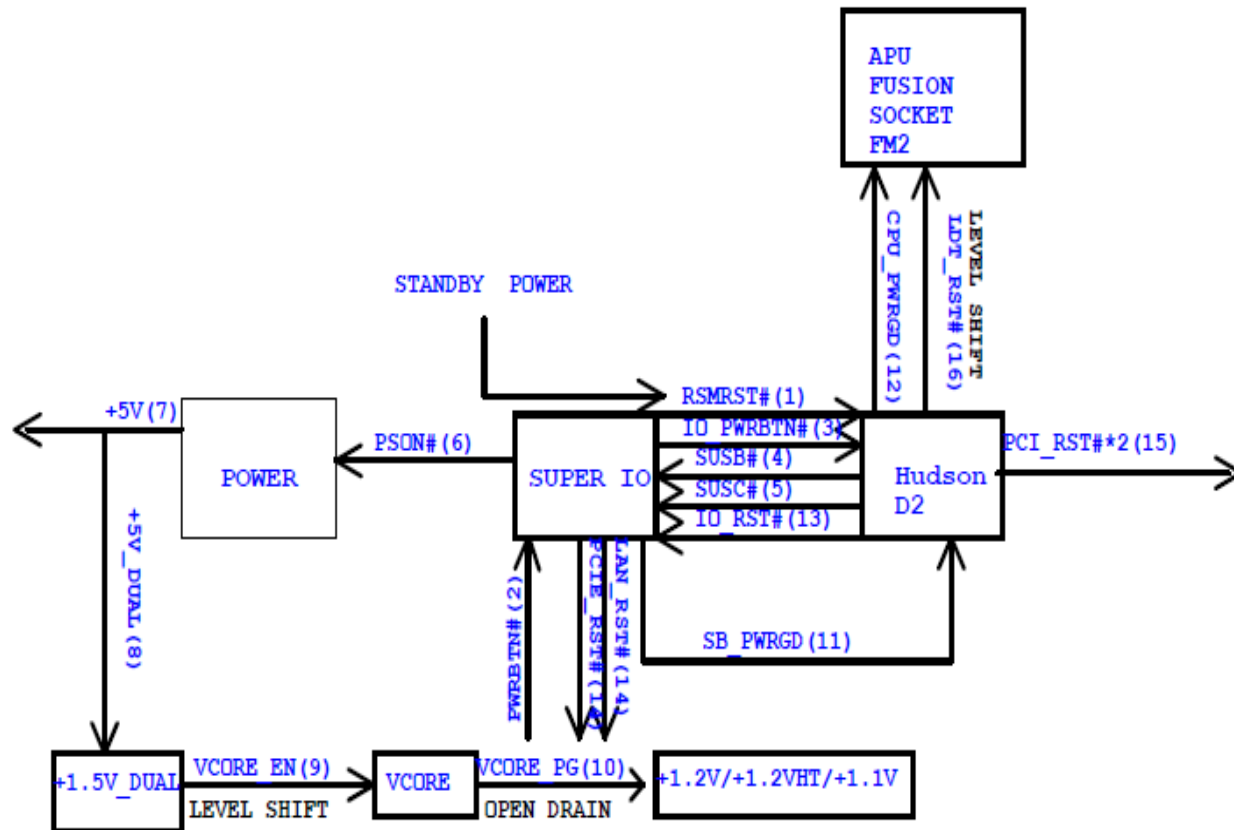 APU
FUSION
SOCKET
FM2
CPU_PWRGD(12)
LDT_RST#(16)
LEVEL SHIFT
STANDBY POWER
RSMRST#(1)
+5V(7)
PSON#(6)
IO_PWRBTN#(3)
PCI_RST#*2(15)
SUSB#(4)
POWER
SUPER IO
Hudson
D2
SUSC#(5)
IO_RST#(13)
+5V_DUAL(8)
PWRBTN#(2)
PCIE_RST#(14)
LAN_RST#(14)
SB_PWRGD(11)
+1.5V_DUAL
VCORE_EN(9)
LEVEL SHIFT
VCORE
VCORE_PG(10)
OPEN DRAIN
+1.2V/+1.2VHT/+1.1V